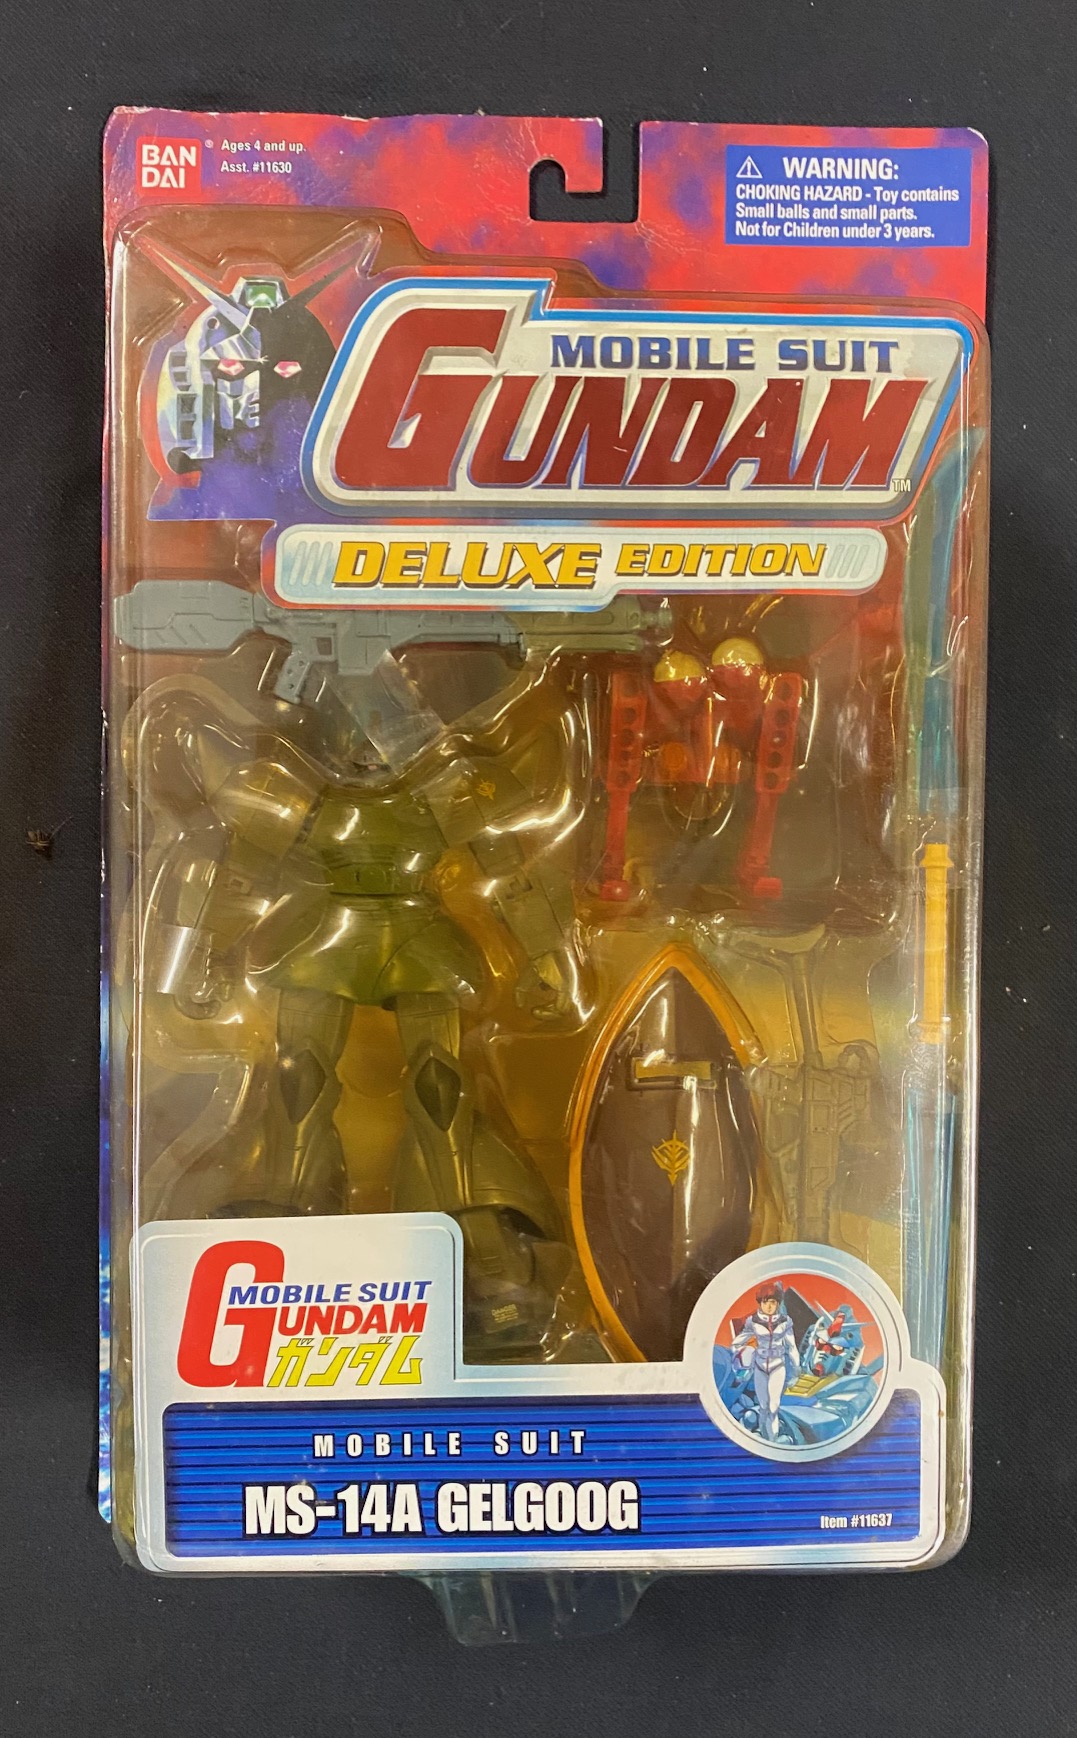 BAN
DAI
®
Ages 4 and up.
Asst. #11630
⚠ WARNING:
CHOKING HAZARD - Toy contains
Small balls and small parts.
Not for Children under 3 years.
MOBILE SUIT
GUNDAM
TM
DELUXE EDITION
MOBILE SUIT
GUNDAM
ガンダム
MOBILE SUIT
MS-14A GELGOOG
Item #11637